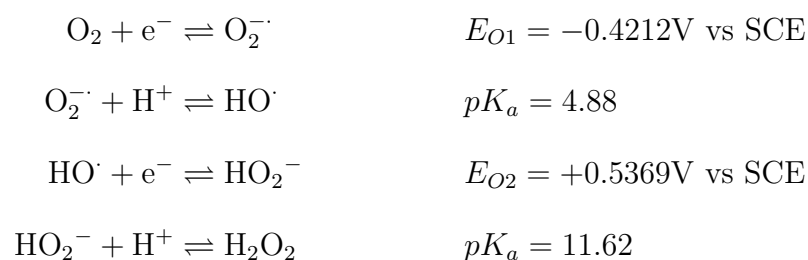 O₂ + e⁻ ⇌ O₂⁻· E_{O1} = −0.4212V vs SCE
O₂⁻· + H⁺ ⇌ HO· pK_a = 4.88
HO· + e⁻ ⇌ HO₂⁻ E_{O2} = +0.5369V vs SCE
HO₂⁻ + H⁺ ⇌ H₂O₂ pK_a = 11.62